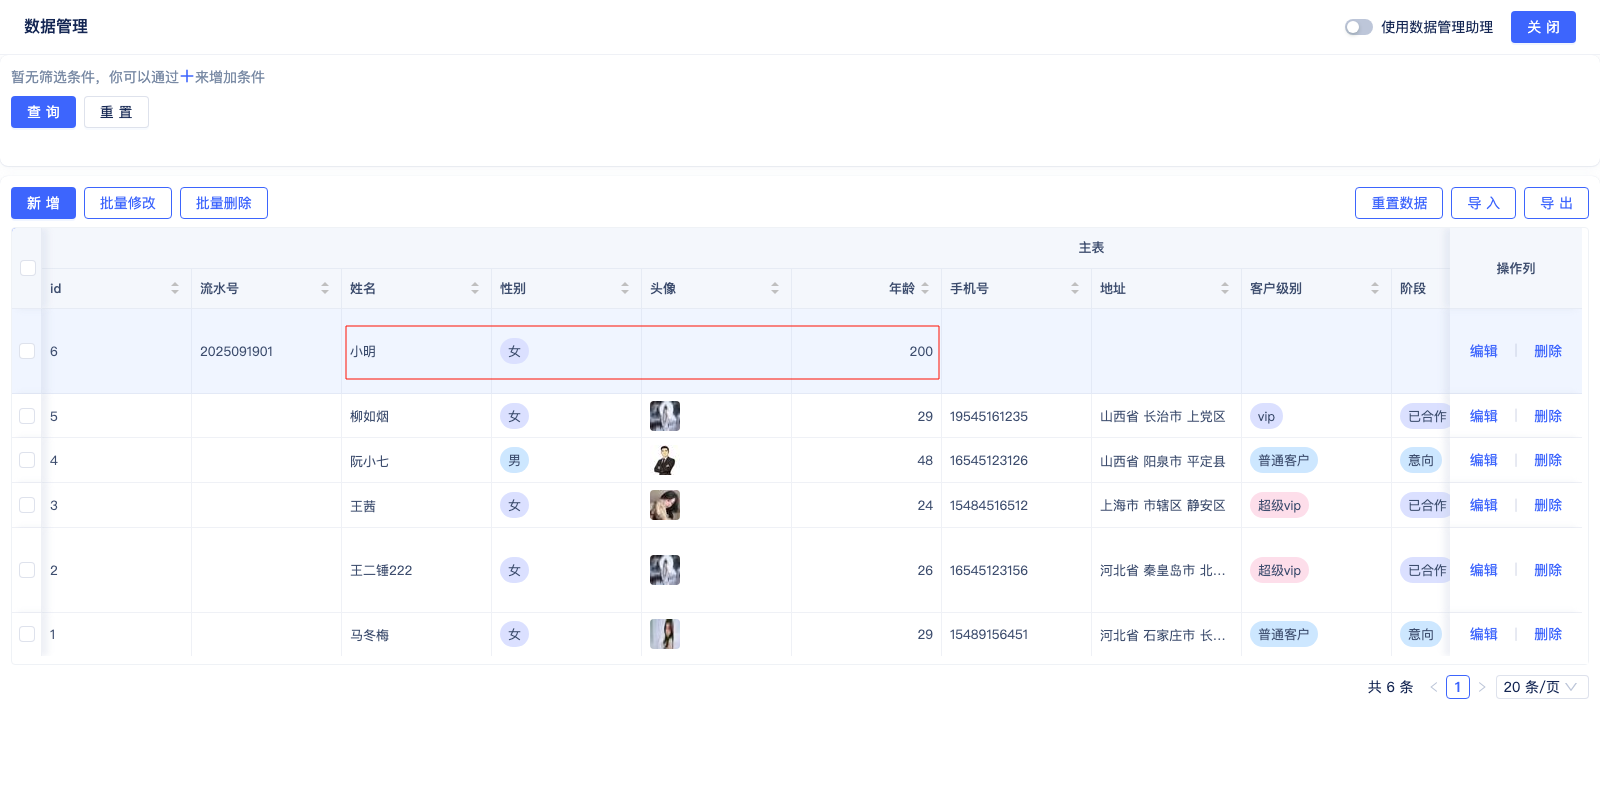 数据管理
使用数据管理助理
关 闭
暂无筛选条件，你可以通过+来增加条件
查 询 重 置
新 增 批量修改 批量删除 重置数据 导 入 导 出
主表 操作列
id 流水号 姓名 性别 头像 年龄 手机号 地址 客户级别 阶段
6 2025091901 小明 女 200 编辑 删除
5 柳如烟 女 29 19545161235 山西省 长治市 上党区 vip 已合作 编辑 删除
4 阮小七 男 48 16545123126 山西省 阳泉市 平定县 普通客户 意向 编辑 删除
3 王茜 女 24 15484516512 上海市 市辖区 静安区 超级vip 已合作 编辑 删除
2 王二锤222 女 26 16545123156 河北省 秦皇岛市 北... 超级vip 已合作 编辑 删除
1 马冬梅 女 29 15489156451 河北省 石家庄市 长... 普通客户 意向 编辑 删除
共 6 条 < 1 > 20 条/页